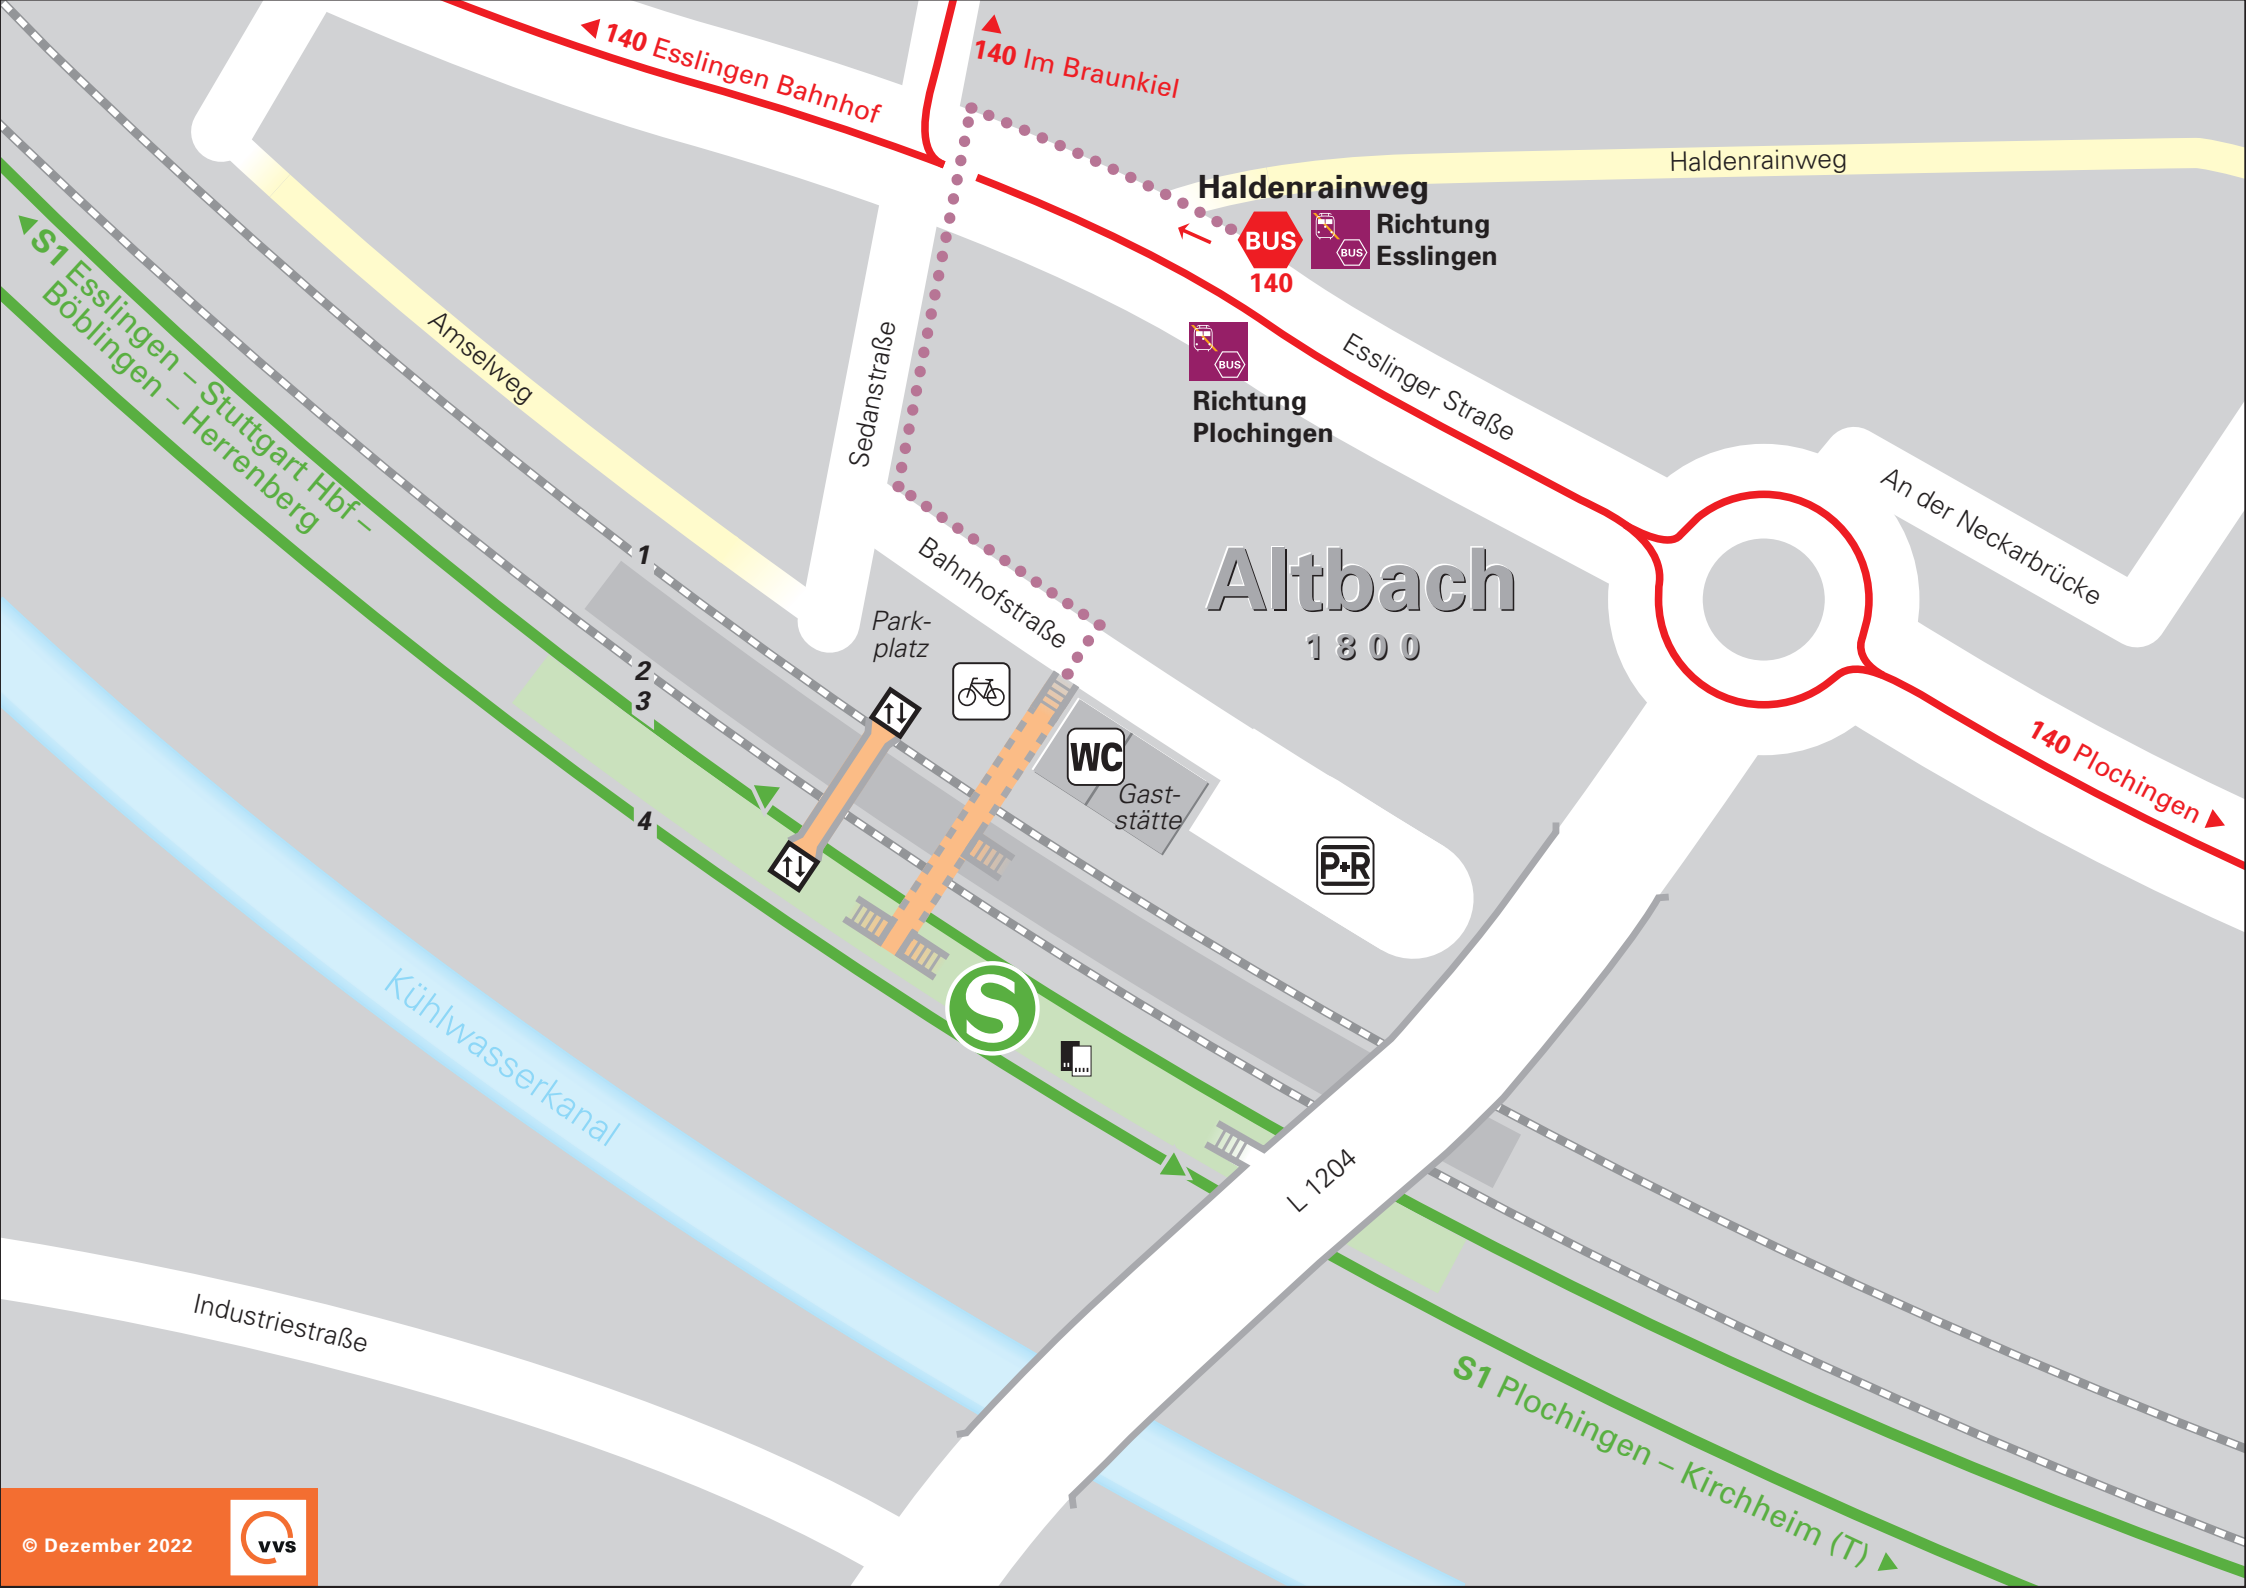 140 Esslingen Bahnhof
140 Im Braunkiel
Haldenrainweg
Haldenrainweg
BUS
140
BUS
Richtung
Esslingen
BUS
Richtung
Plochingen
S1 Esslingen – Stuttgart Hbf –
Böblingen – Herrenberg
Amselweg
Sedanstraße
Esslinger Straße
An der Neckarbrücke
Bahnhofstraße
Altbach
1800
1
2
3
4
Park-
platz
WC
Gast-
stätte
P+R
140 Plochingen
S
Kühlwasserkanal
L 1204
Industriestraße
S1 Plochingen – Kirchheim (T)
© Dezember 2022
vvs